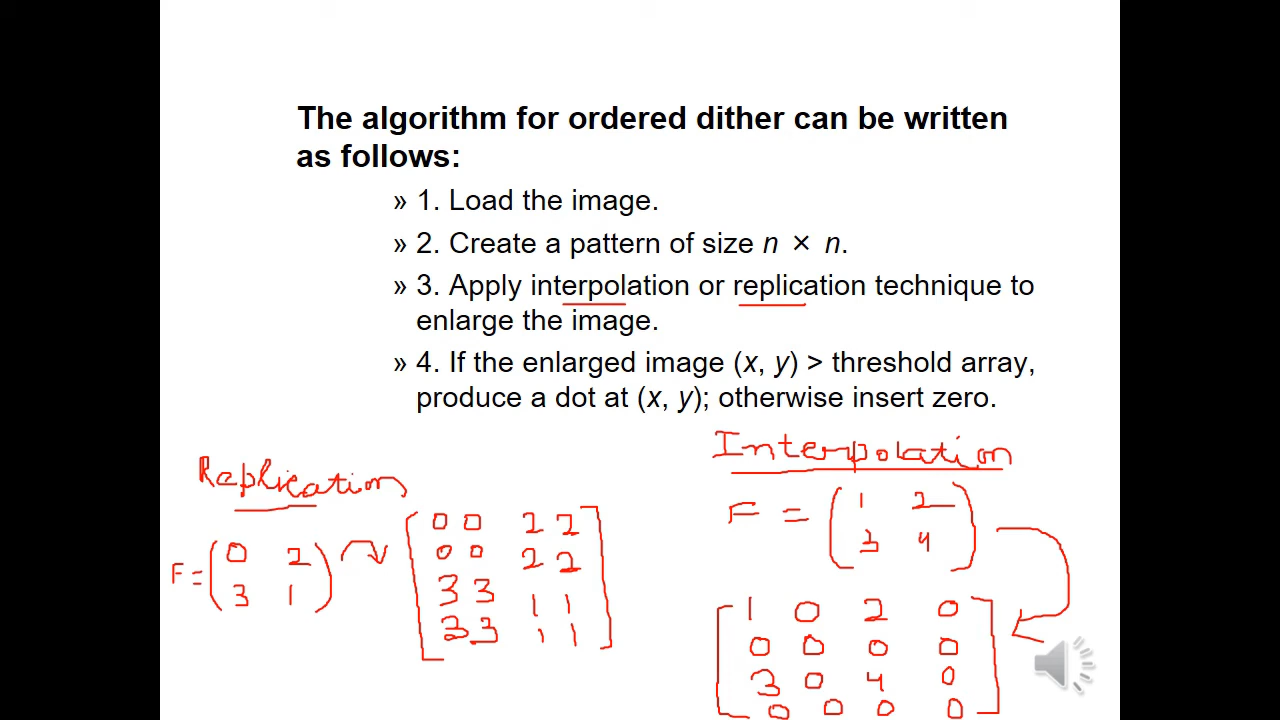 The algorithm for ordered dither can be written
as follows:
» 1. Load the image.
» 2. Create a pattern of size n × n.
» 3. Apply interpolation or replication technique to
enlarge the image.
» 4. If the enlarged image (x, y) > threshold array,
produce a dot at (x, y); otherwise insert zero.
Replication
F = (0 2
3 1)
[0 0 2 2
0 0 2 2
3 3 1 1
3 3 1 1]
Interpolation
F = (1 2
3 4)
[1 0 2 0
0 0 0 0
3 0 4 0
0 0 0 0]